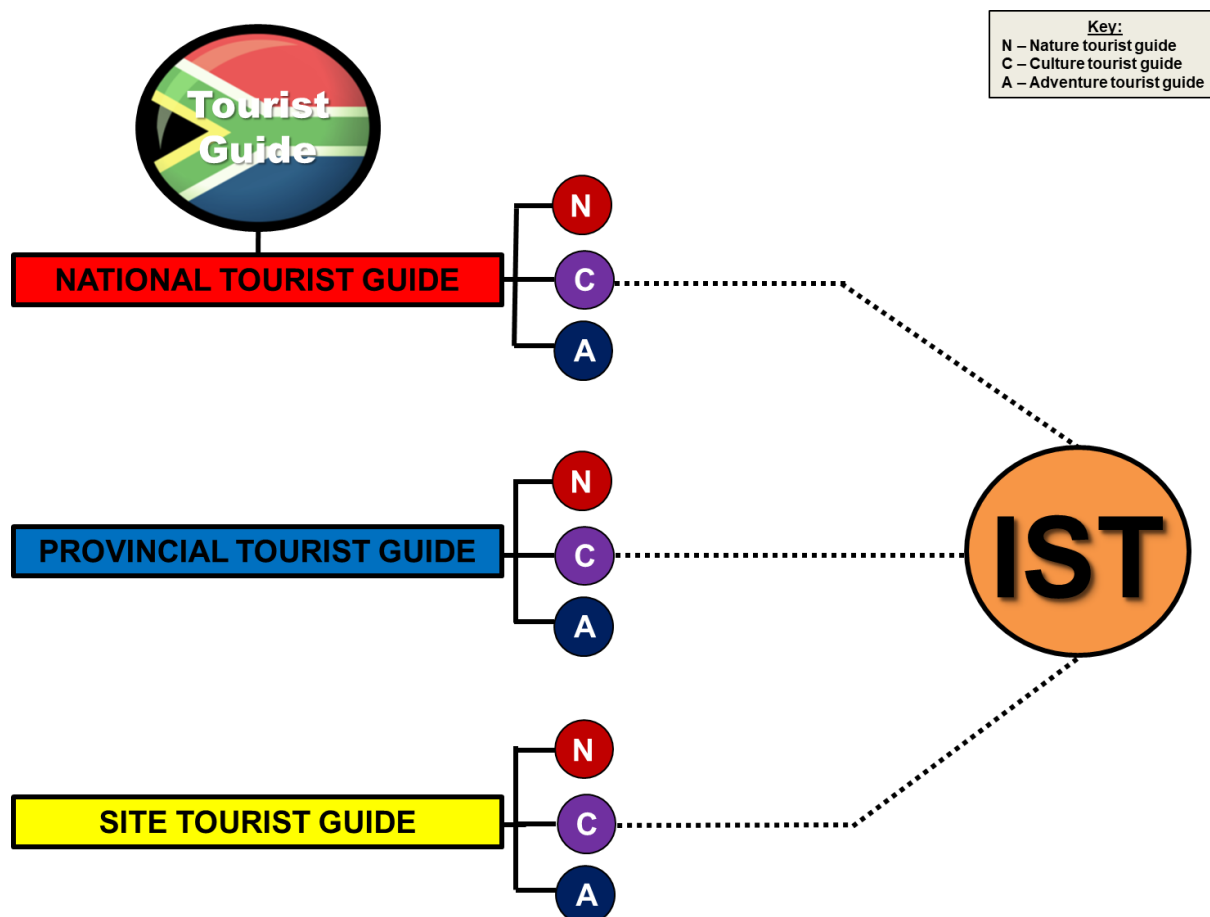 Key:
N – Nature tourist guide
C – Culture tourist guide
A – Adventure tourist guide
Tourist
Guide
N
NATIONAL TOURIST GUIDE
C
A
N
PROVINCIAL TOURIST GUIDE
C
A
IST
N
SITE TOURIST GUIDE
C
A